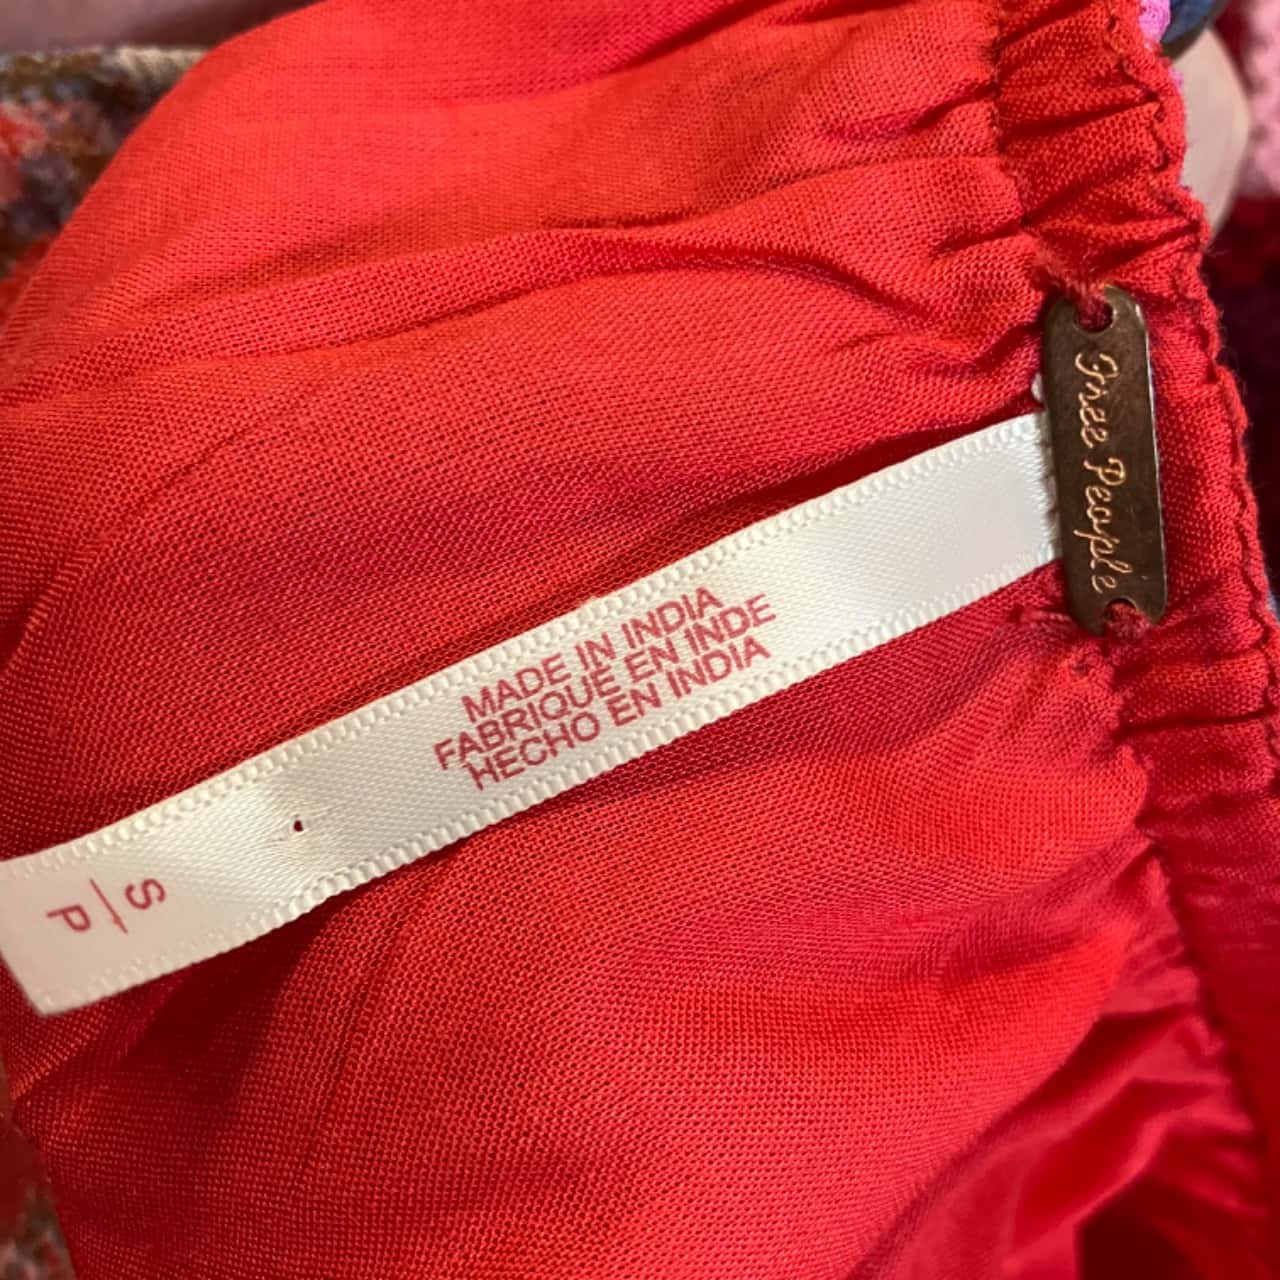 Free People
MADE IN INDIA
FABRIQUE EN INDE
HECHO EN INDIA
S/P